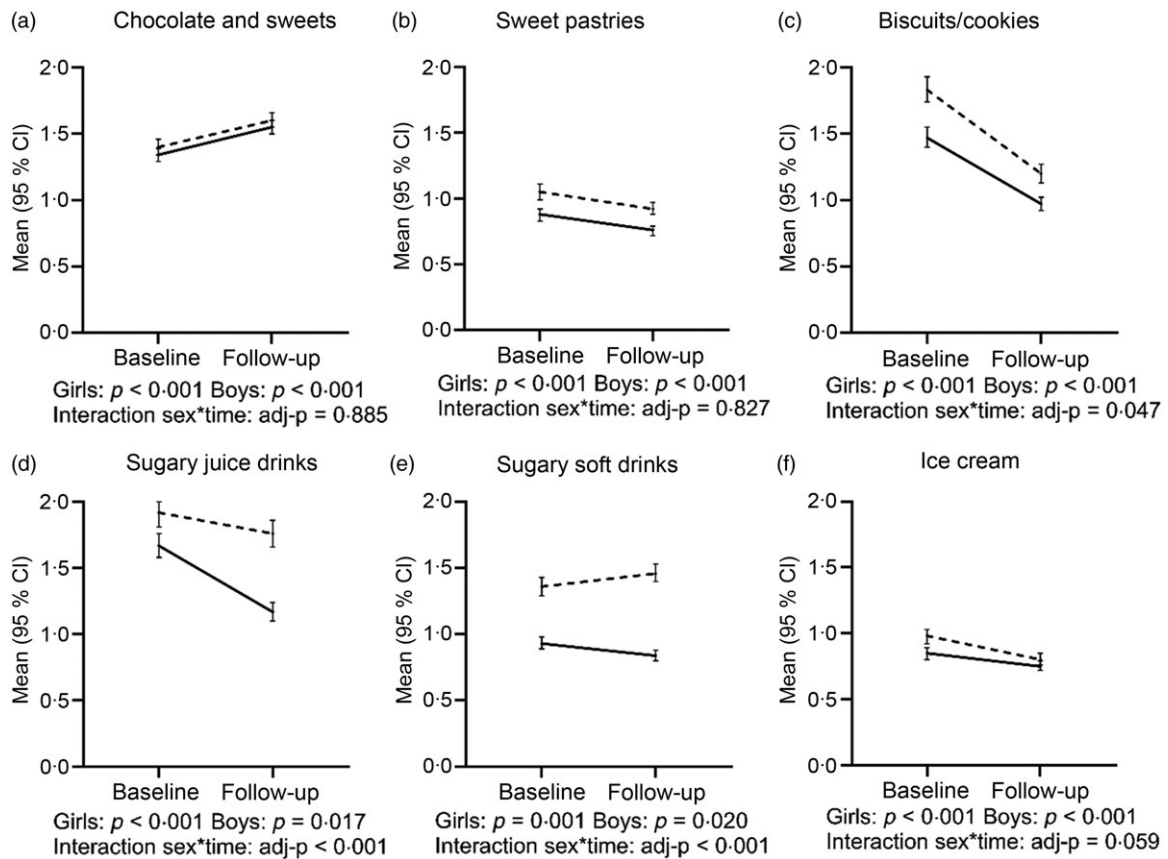 (a) Chocolate and sweets
2·0
1·5
1·0
0·5
0·0
Mean (95 % CI)
Baseline Follow-up
Girls: p < 0·001 Boys: p < 0·001
Interaction sex*time: adj-p = 0·885
(b) Sweet pastries
2·0
1·5
1·0
0·5
0·0
Mean (95 % CI)
Baseline Follow-up
Girls: p < 0·001 Boys: p < 0·001
Interaction sex*time: adj-p = 0·827
(c) Biscuits/cookies
2·0
1·5
1·0
0·5
0·0
Mean (95 % CI)
Baseline Follow-up
Girls: p < 0·001 Boys: p < 0·001
Interaction sex*time: adj-p = 0·047
(d) Sugary juice drinks
2·0
1·5
1·0
0·5
0·0
Mean (95 % CI)
Baseline Follow-up
Girls: p < 0·001 Boys: p = 0·017
Interaction sex*time: adj-p < 0·001
(e) Sugary soft drinks
2·0
1·5
1·0
0·5
0·0
Mean (95 % CI)
Baseline Follow-up
Girls: p = 0·001 Boys: p = 0·020
Interaction sex*time: adj-p < 0·001
(f) Ice cream
2·0
1·5
1·0
0·5
0·0
Mean (95 % CI)
Baseline Follow-up
Girls: p < 0·001 Boys: p < 0·001
Interaction sex*time: adj-p = 0·059